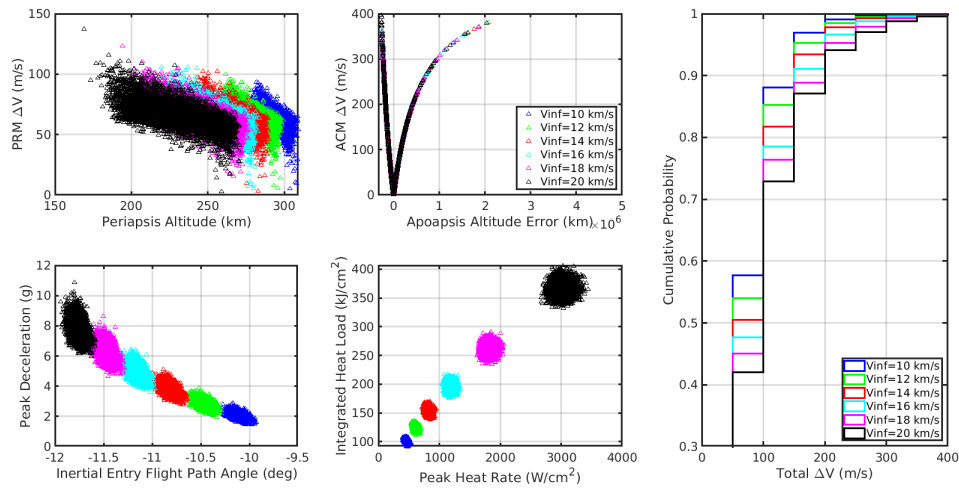 PRM ΔV (m/s)
150
100
50
0
150 200 250 300
Periapsis Altitude (km)
ACM ΔV (m/s)
400
300
200
100
0
Vinf=10 km/s
Vinf=12 km/s
Vinf=14 km/s
Vinf=16 km/s
Vinf=18 km/s
Vinf=20 km/s
0 1 2 3 4 5
Apoapsis Altitude Error (km)
×10⁶
Peak Deceleration (g)
12
10
8
6
4
2
0
-12 -11.5 -11 -10.5 -10 -9.5
Inertial Entry Flight Path Angle (deg)
Integrated Heat Load (kJ/cm²)
400
350
300
250
200
150
100
0 1000 2000 3000 4000
Peak Heat Rate (W/cm²)
Cumulative Probability
1
0.9
0.8
0.7
0.6
0.5
0.4
0.3
Vinf=10 km/s
Vinf=12 km/s
Vinf=14 km/s
Vinf=16 km/s
Vinf=18 km/s
Vinf=20 km/s
0 100 200 300 400
Total ΔV (m/s)